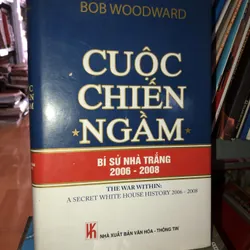 BOB WOODWARD
CUỘC
CHIẾN
NGẦM
BÍ SỬ NHÀ TRẮNG
2006 - 2008
THE WAR WITHIN:
A SECRET WHITE HOUSE HISTORY 2006 - 2008
NHÀ XUẤT BẢN VĂN HÓA - THÔNG TIN